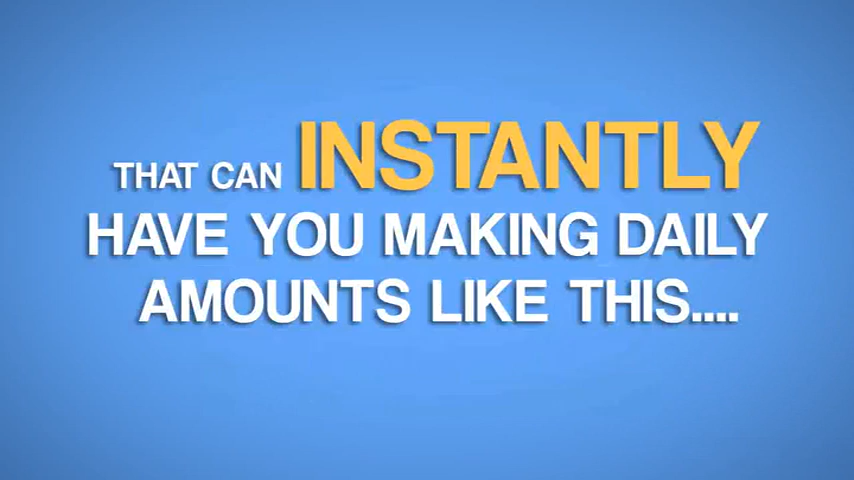 THAT CAN INSTANTLY
HAVE YOU MAKING DAILY
AMOUNTS LIKE THIS....